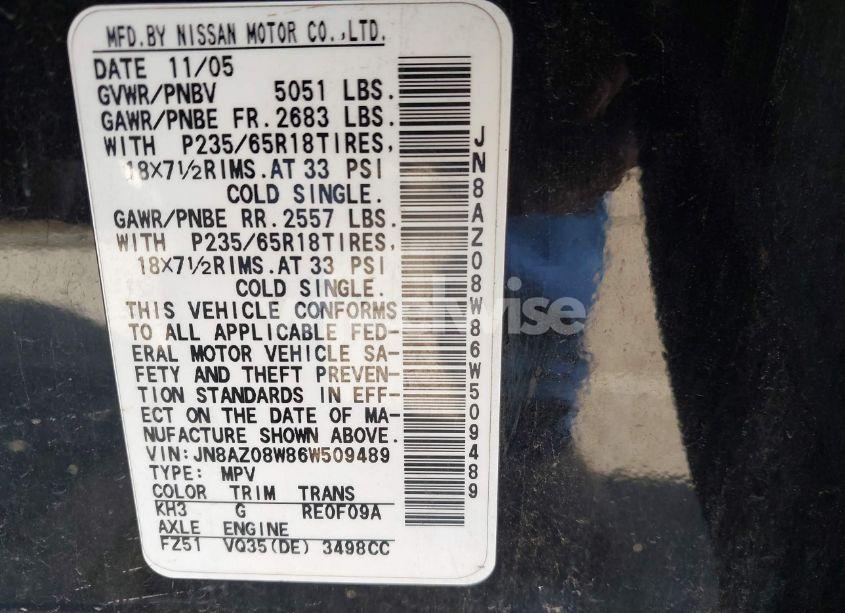 MFD.BY NISSAN MOTOR CO.,LTD.
DATE 11/05
GVWR/PNBV 5051 LBS.
GAWR/PNBE FR.2683 LBS.
WITH P235/65R18TIRES,
18X7½RIMS.AT 33 PSI
COLD SINGLE.
GAWR/PNBE RR.2557 LBS.
WITH P235/65R18TIRES,
18X7½RIMS.AT 33 PSI
COLD SINGLE.
THIS VEHICLE CONFORMS
TO ALL APPLICABLE FED-
ERAL MOTOR VEHICLE SA-
FETY AND THEFT PREVEN-
TION STANDARDS IN EFF-
ECT ON THE DATE OF MA-
NUFACTURE SHOWN ABOVE.
VIN:JN8AZ08W86W509489
TYPE: MPV
COLOR TRIM TRANS
KH3 G RE0F09A
AXLE ENGINE
FZ51 VQ35(DE) 3498CC
JN8AZ08W86W509489